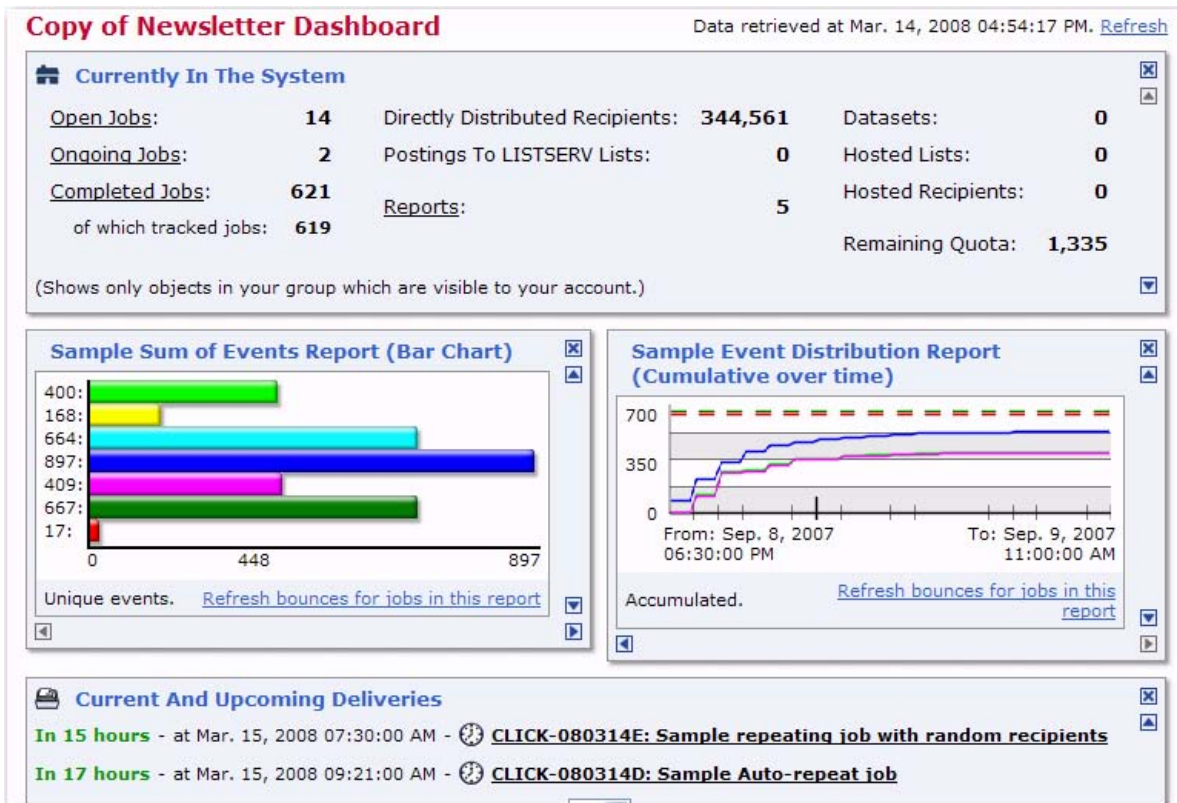 Copy of Newsletter Dashboard
Data retrieved at Mar. 14, 2008 04:54:17 PM. Refresh
Currently In The System
Open Jobs: 14 Directly Distributed Recipients: 344,561 Datasets: 0
Ongoing Jobs: 2 Postings To LISTSERV Lists: 0 Hosted Lists: 0
Completed Jobs: 621 Reports: 5 Hosted Recipients: 0
of which tracked jobs: 619 Remaining Quota: 1,335
(Shows only objects in your group which are visible to your account.)
Sample Sum of Events Report (Bar Chart)
400:
168:
664:
897:
409:
667:
17:
0 448 897
Unique events. Refresh bounces for jobs in this report
Sample Event Distribution Report
(Cumulative over time)
700
350
0
From: Sep. 8, 2007 To: Sep. 9, 2007
06:30:00 PM 11:00:00 AM
Accumulated. Refresh bounces for jobs in this
report
Current And Upcoming Deliveries
In 15 hours - at Mar. 15, 2008 07:30:00 AM - CLICK-080314E: Sample repeating job with random recipients
In 17 hours - at Mar. 15, 2008 09:21:00 AM - CLICK-080314D: Sample Auto-repeat job